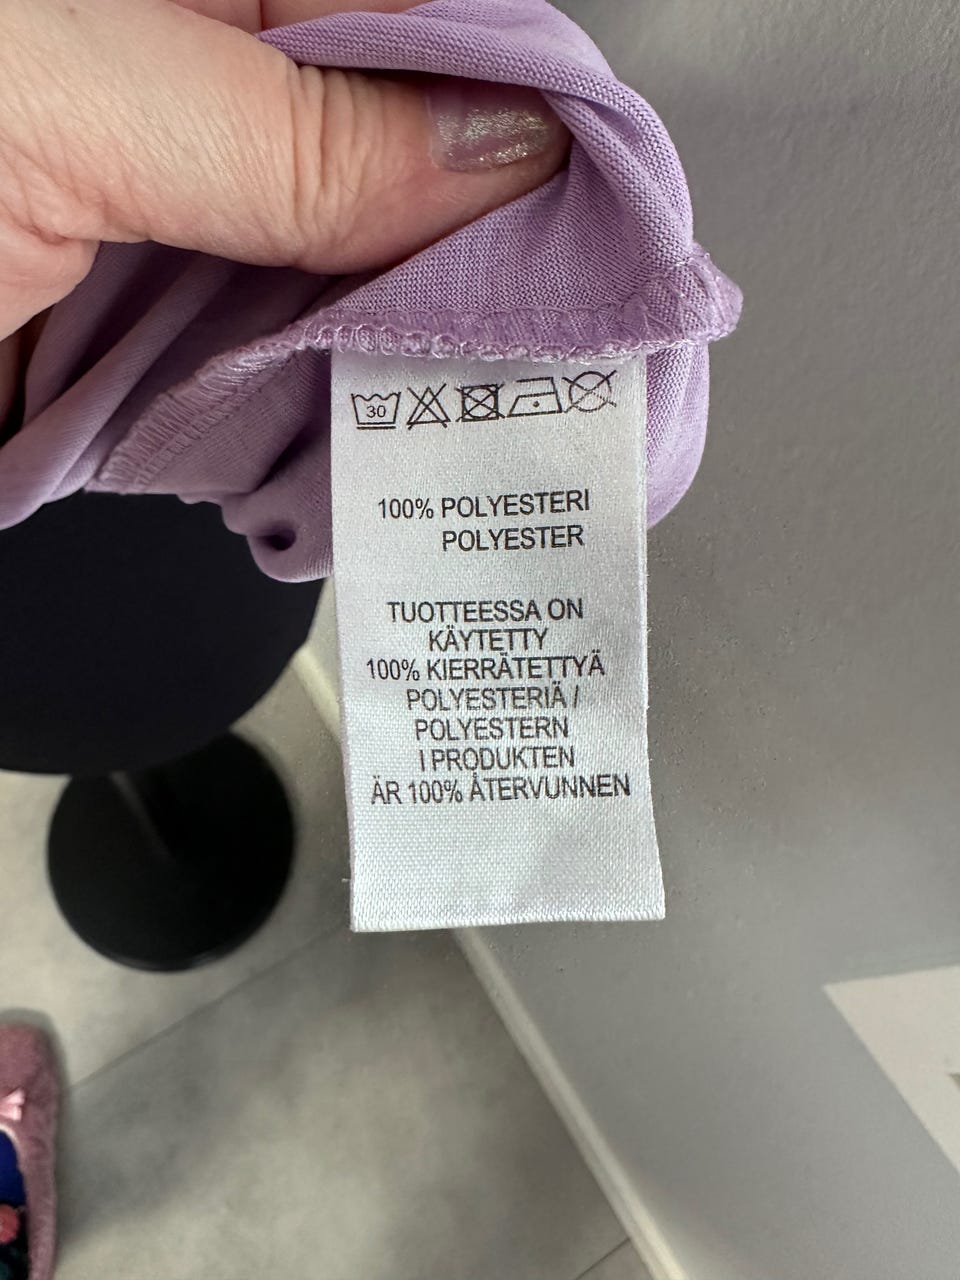 30
100% POLYESTERI
POLYESTER
TUOTTEESSA ON
KÄYTETTY
100% KIERRÄTETTYÄ
POLYESTERIÄ /
POLYESTERN
I PRODUKTEN
ÄR 100% ÅTERVUNNEN